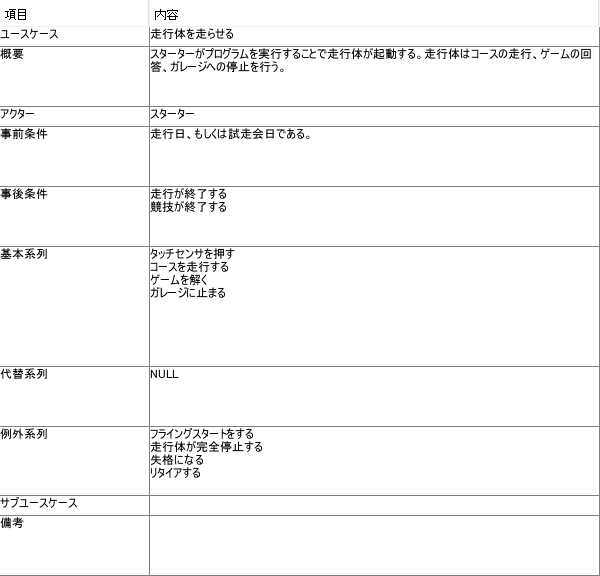 項目 内容
ユースケース 走行体を走らせる
概要 スターターがプログラムを実行することで走行体が起動する。走行体はコースの走行、ゲームの回
答、ガレージへの停止を行う。
アクター スターター
事前条件 走行日、もしくは試走会日である。
事後条件 走行が終了する
競技が終了する
基本系列 タッチセンサを押す
コースを走行する
ゲームを解く
ガレージに止まる
代替系列 NULL
例外系列 フライングスタートをする
走行体が完全停止する
失格になる
リタイアする
サブユースケース
備考